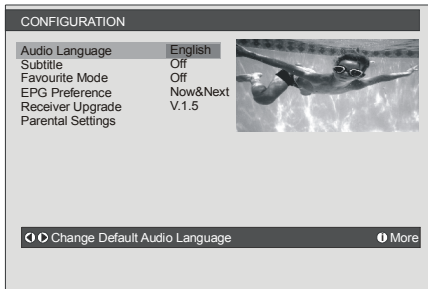 CONFIGURATION
Audio Language English
Subtitle Off
Favourite Mode Off
EPG Preference Now&Next
Receiver Upgrade V.1.5
Parental Settings
Change Default Audio Language More